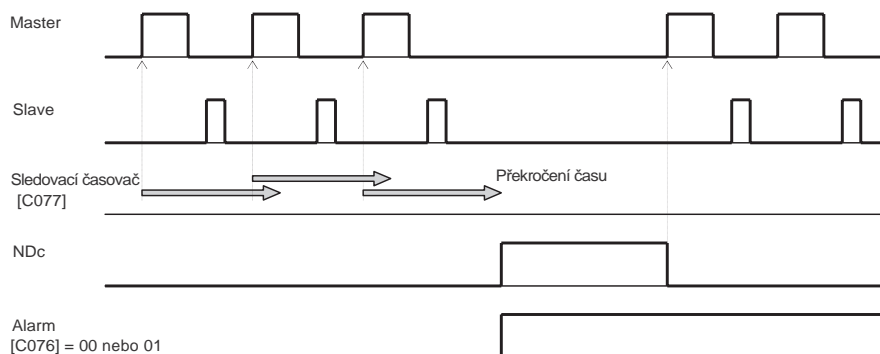 Master
Slave
Sledovací časovač
[C077]
Překročení času
NDc
Alarm
[C076] = 00 nebo 01